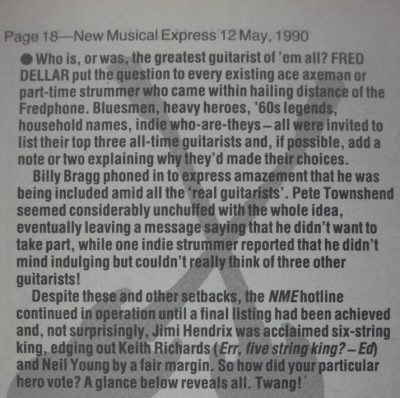 Page 18—New Musical Express 12 May, 1990
● Who is, or was, the greatest guitarist of 'em all? FRED
DELLAR put the question to every existing ace axeman or
part-time strummer who came within hailing distance of the
Fredphone. Bluesmen, heavy heroes, '60s legends,
household names, indie who-are-theys – all were invited to
list their top three all-time guitarists and, if possible, add a
note or two explaining why they'd made their choices.
Billy Bragg phoned in to express amazement that he was
being included amid all the 'real guitarists'. Pete Townshend
seemed considerably unchuffed with the whole idea,
eventually leaving a message saying that he didn't want to
take part, while one indie strummer reported that he didn't
mind indulging but couldn't really think of three other
guitarists!
Despite these and other setbacks, the NME hotline
continued in operation until a final listing had been achieved
and, not surprisingly, Jimi Hendrix was acclaimed six-string
king, edging out Keith Richards (Err, five string king? – Ed)
and Neil Young by a fair margin. So how did your particular
hero vote? A glance below reveals all. Twang!